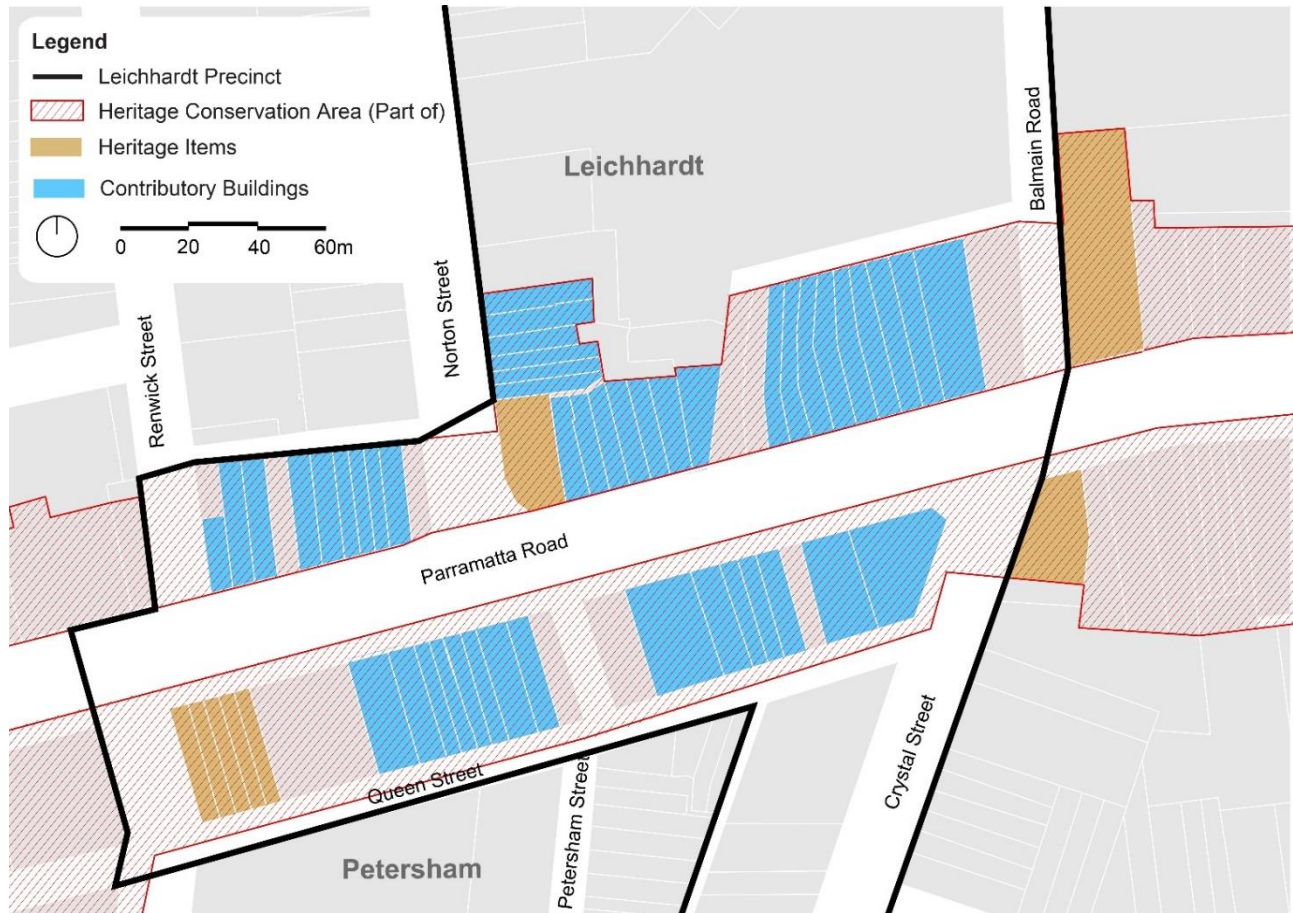 Legend
Leichhardt Precinct
Heritage Conservation Area (Part of)
Heritage Items
Contributory Buildings
0 20 40 60m
Leichhardt
Balmain Road
Norton Street
Renwick Street
Parramatta Road
Queen Street
Crystal Street
Petersham Street
Petersham